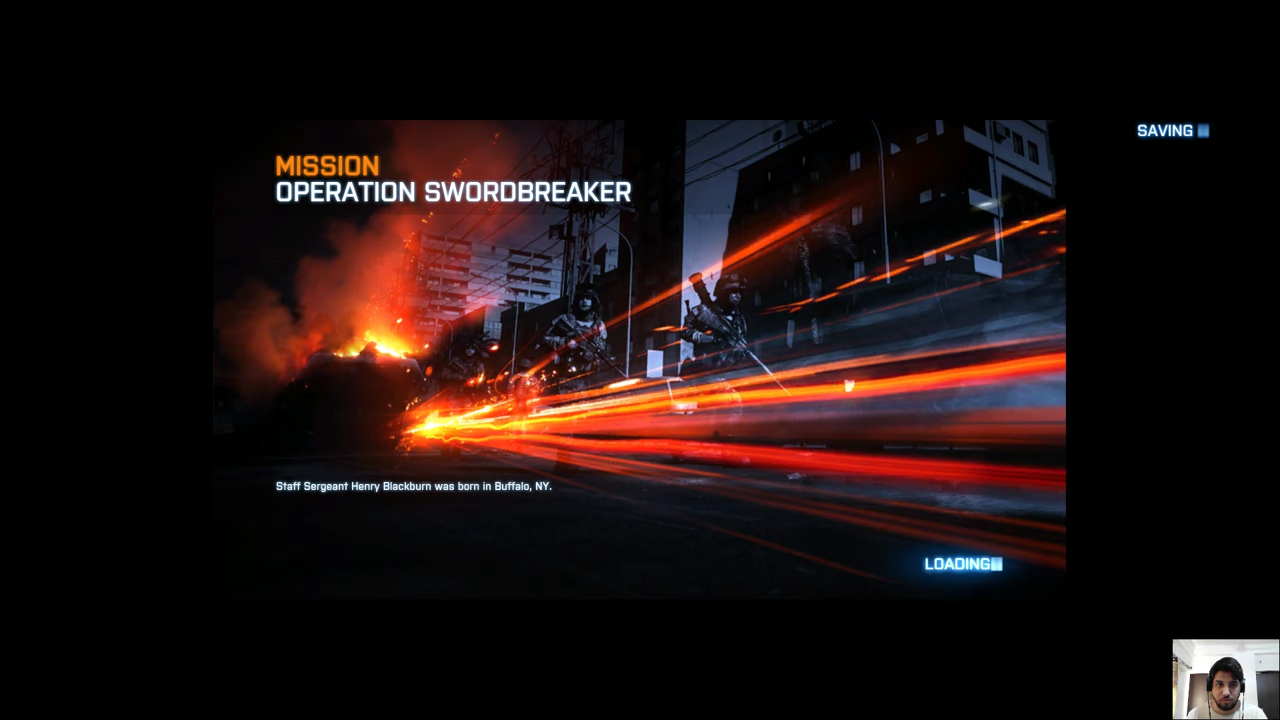 SAVING
MISSION
OPERATION SWORDBREAKER
Staff Sergeant Henry Blackburn was born in Buffalo, NY.
LOADING